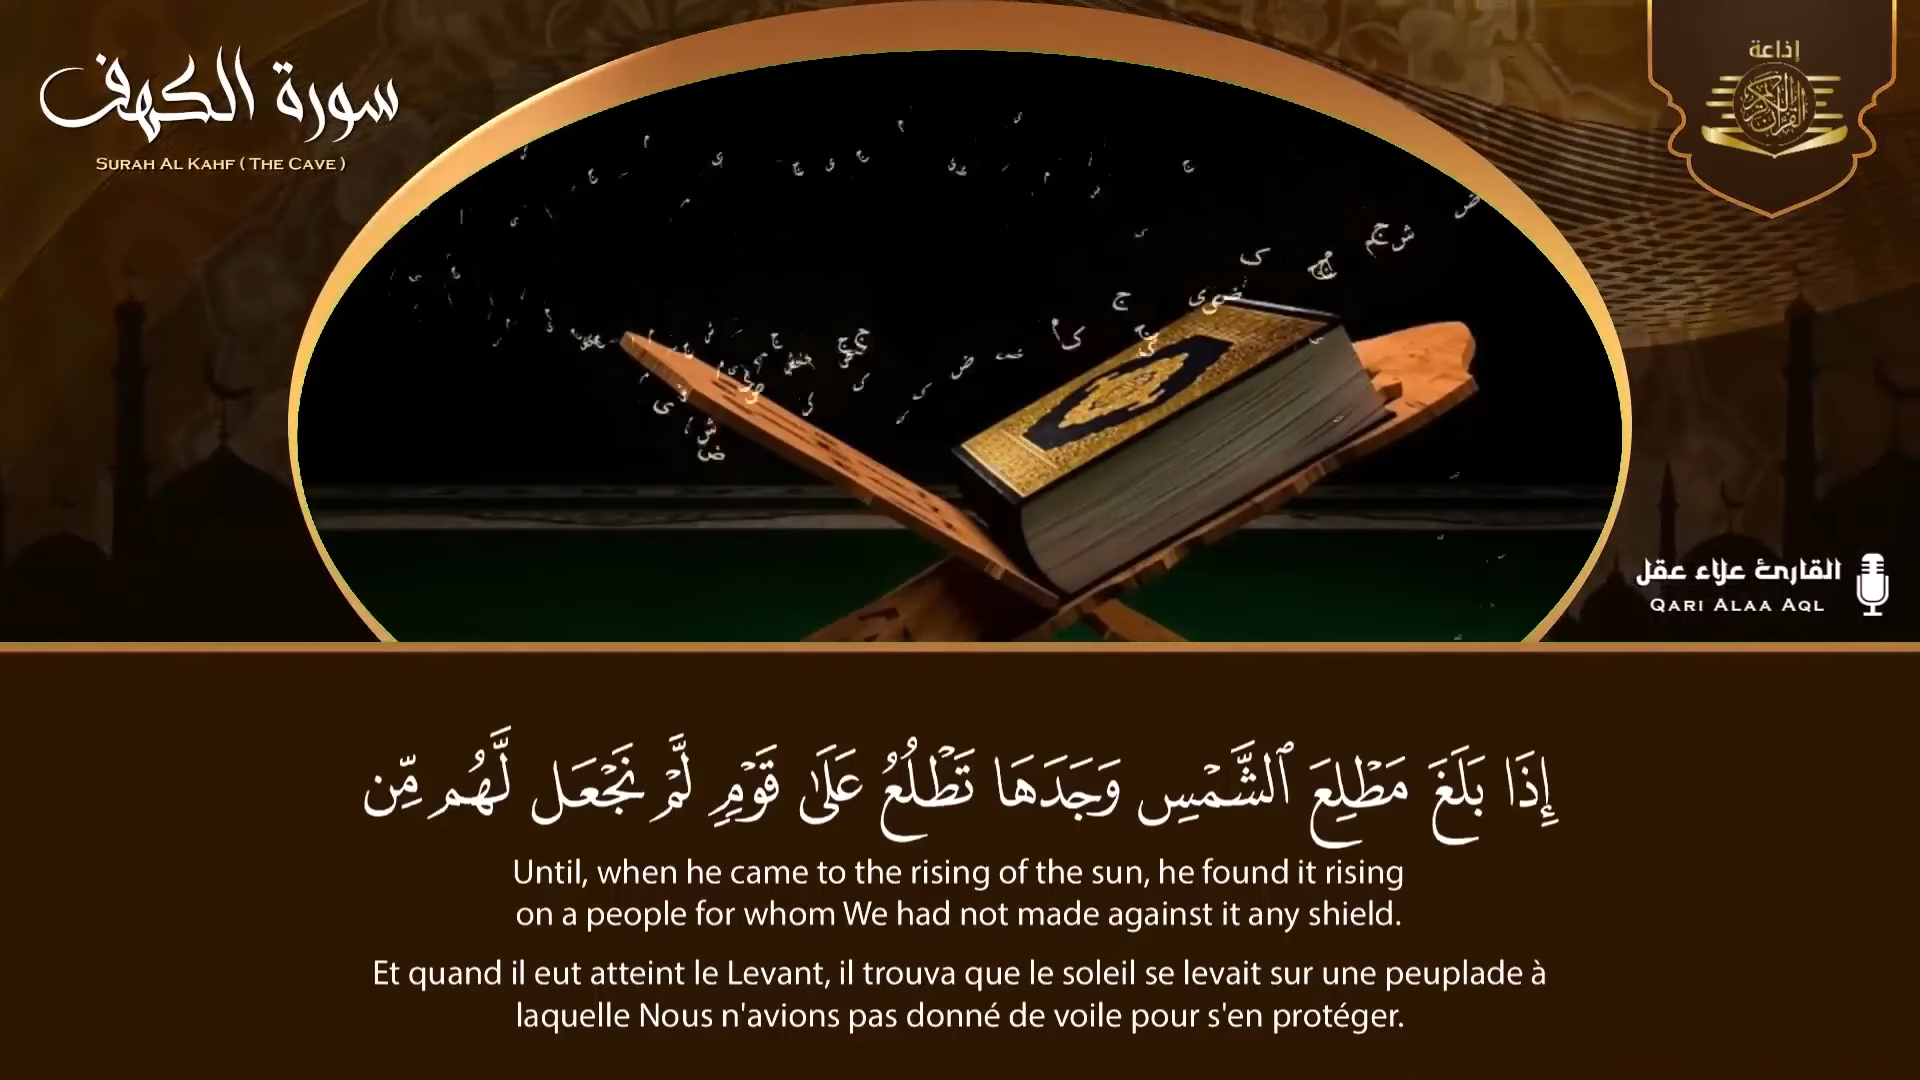 سورة الكهف
SURAH AL KAHF ( THE CAVE )
إذاعة
القرآن الكريم
القارئ علاء عقل
QARI ALAA AQL
إِذَا بَلَغَ مَطْلِعَ ٱلشَّمْسِ وَجَدَهَا تَطْلُعُ عَلَىٰ قَوْمٍ لَّمْ نَجْعَل لَّهُم مِّن
Until, when he came to the rising of the sun, he found it rising
on a people for whom We had not made against it any shield.
Et quand il eut atteint le Levant, il trouva que le soleil se levait sur une peuplade à
laquelle Nous n'avions pas donné de voile pour s'en protéger.